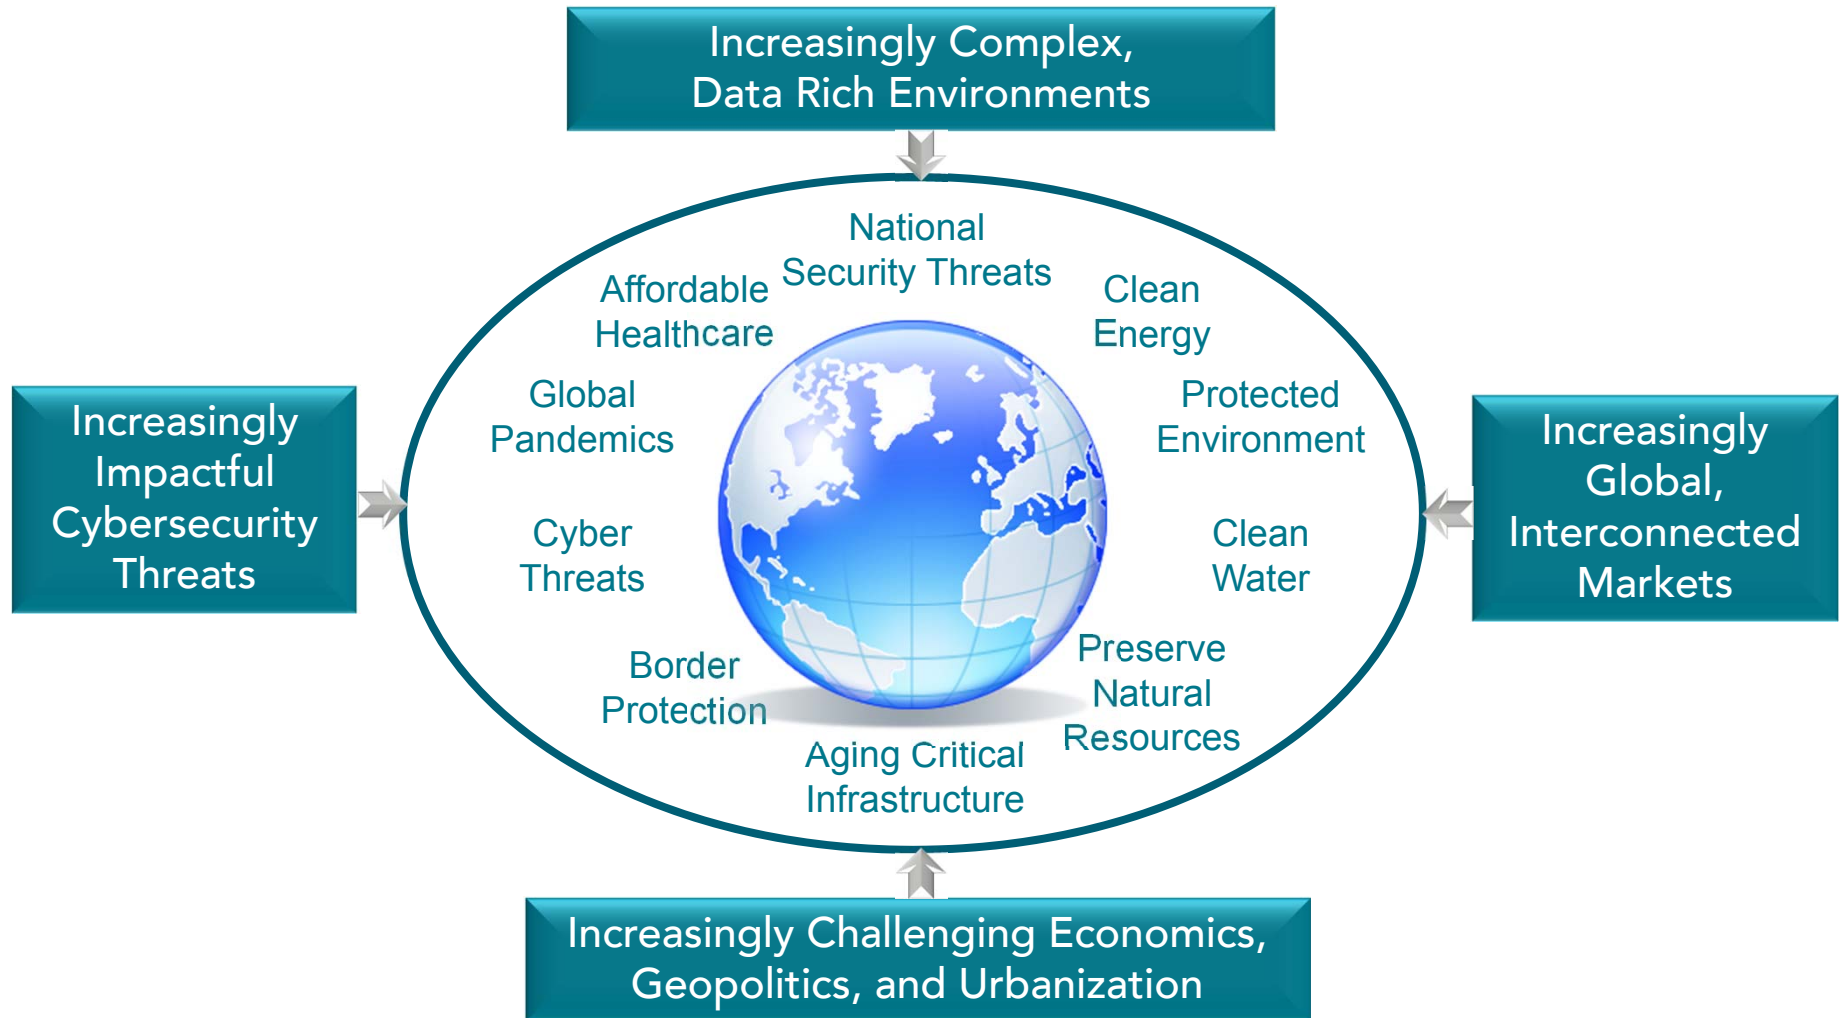 Increasingly Complex,
Data Rich Environments
National
Security Threats
Affordable
Healthcare
Clean
Energy
Global
Pandemics
Protected
Environment
Increasingly
Impactful
Cybersecurity
Threats
Increasingly
Global,
Interconnected
Markets
Cyber
Threats
Clean
Water
Border
Protection
Preserve
Natural
Resources
Aging Critical
Infrastructure
Increasingly Challenging Economics,
Geopolitics, and Urbanization